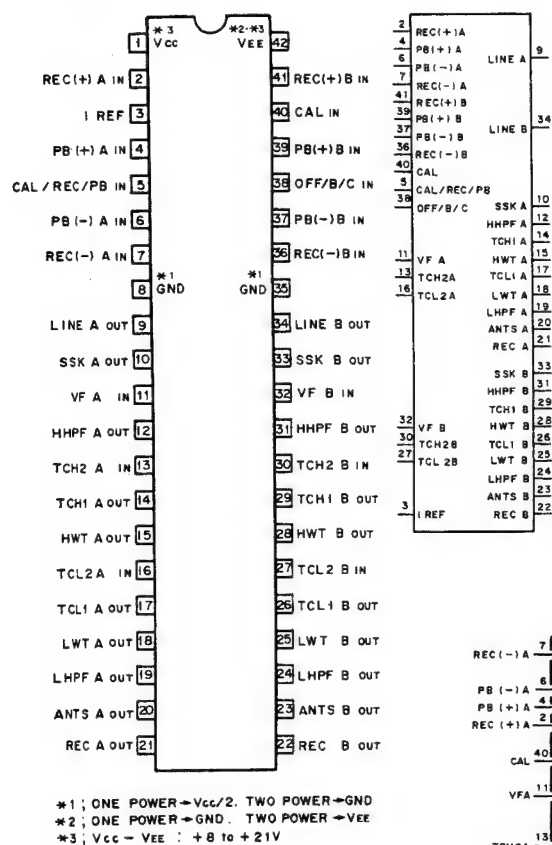 *3 Vcc
*2·*3 VEE
1
42
REC(+)A IN 2
41 REC(+)B IN
I REF 3
40 CAL IN
PB(+)A IN 4
39 PB(+)B IN
CAL/REC/PB IN 5
38 OFF/B/C IN
PB(-)A IN 6
37 PB(-)B IN
REC(-)A IN 7
36 REC(-)B IN
8 *1 GND
*1 GND 35
LINE A OUT 9
34 LINE B OUT
SSK A OUT 10
33 SSK B OUT
VF A IN 11
32 VF B IN
HHPF A OUT 12
31 HHPF B OUT
TCH2 A IN 13
30 TCH2 B IN
TCH1 A OUT 14
29 TCH1 B OUT
HWT A OUT 15
28 HWT B OUT
TCL2A IN 16
27 TCL2 B IN
TCL1 A OUT 17
26 TCL1 B OUT
LWT A OUT 18
25 LWT B OUT
LHPF A OUT 19
24 LHPF B OUT
ANTS A OUT 20
23 ANTS B OUT
REC A OUT 21
22 REC B OUT
*1 ; ONE POWER→Vcc/2. TWO POWER→GND
*2 ; ONE POWER→GND. TWO POWER→VEE
*3 ; Vcc - VEE : +8 to +21V
2 REC(+)A
4 PB(+)A
6 PB(-)A
7 REC(-)A
41 REC(+)B
39 PB(+)B
37 PB(-)B
36 REC(-)B
40 CAL
5 CAL/REC/PB
38 OFF/B/C
11 VF A
13 TCH2A
16 TCL2A
32 VF B
30 TCH2B
27 TCL2B
3 I REF
LINE A 9
LINE B 34
SSK A 10
HHPF A 12
TCH1 A 14
HWT A 15
TCL1 A 17
LWT A 18
LHPF A 19
ANTS A 20
REC A 21
SSK B 33
HHPF B 31
TCH1 B 29
HWT B 28
TCL1 B 26
LWT B 25
LHPF B 24
ANTS B 23
REC B 22
REC(-)A 7
PB(-)A 6
PB(+)A 4
REC(+)A 2
CAL 40
VFA 11
13